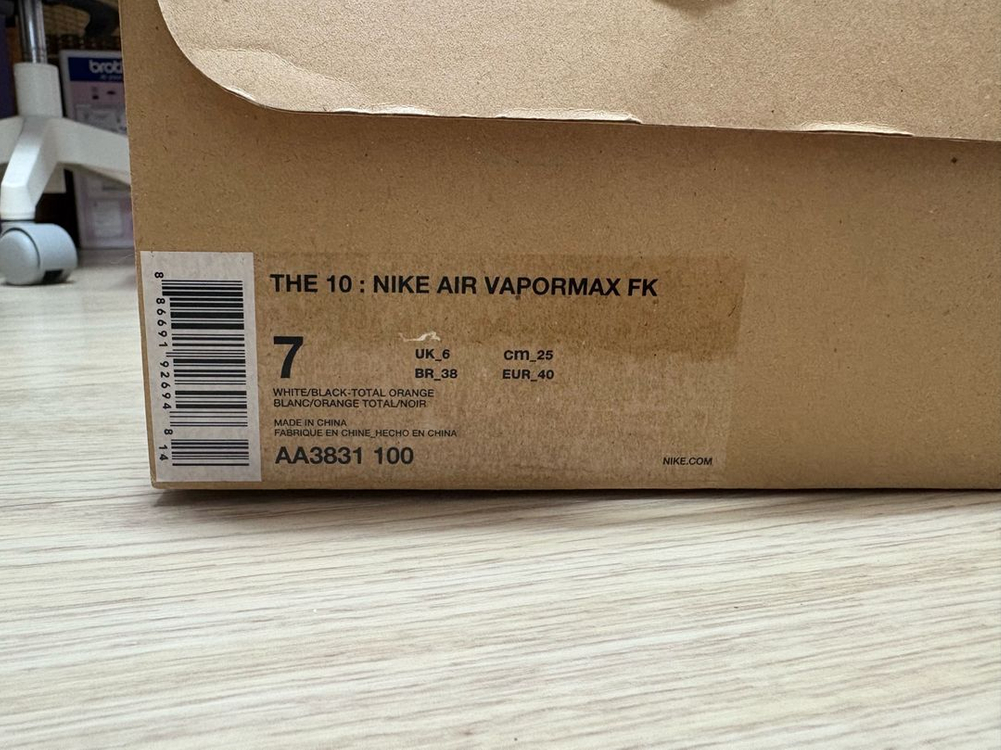 THE 10 : NIKE AIR VAPORMAX FK
7
UK_6 cm_25
BR_38 EUR_40
WHITE/BLACK-TOTAL ORANGE
BLANC/ORANGE TOTAL/NOIR
MADE IN CHINA
FABRIQUE EN CHINE_HECHO EN CHINA
AA3831 100
NIKE.COM
8 86691 92694 8 14